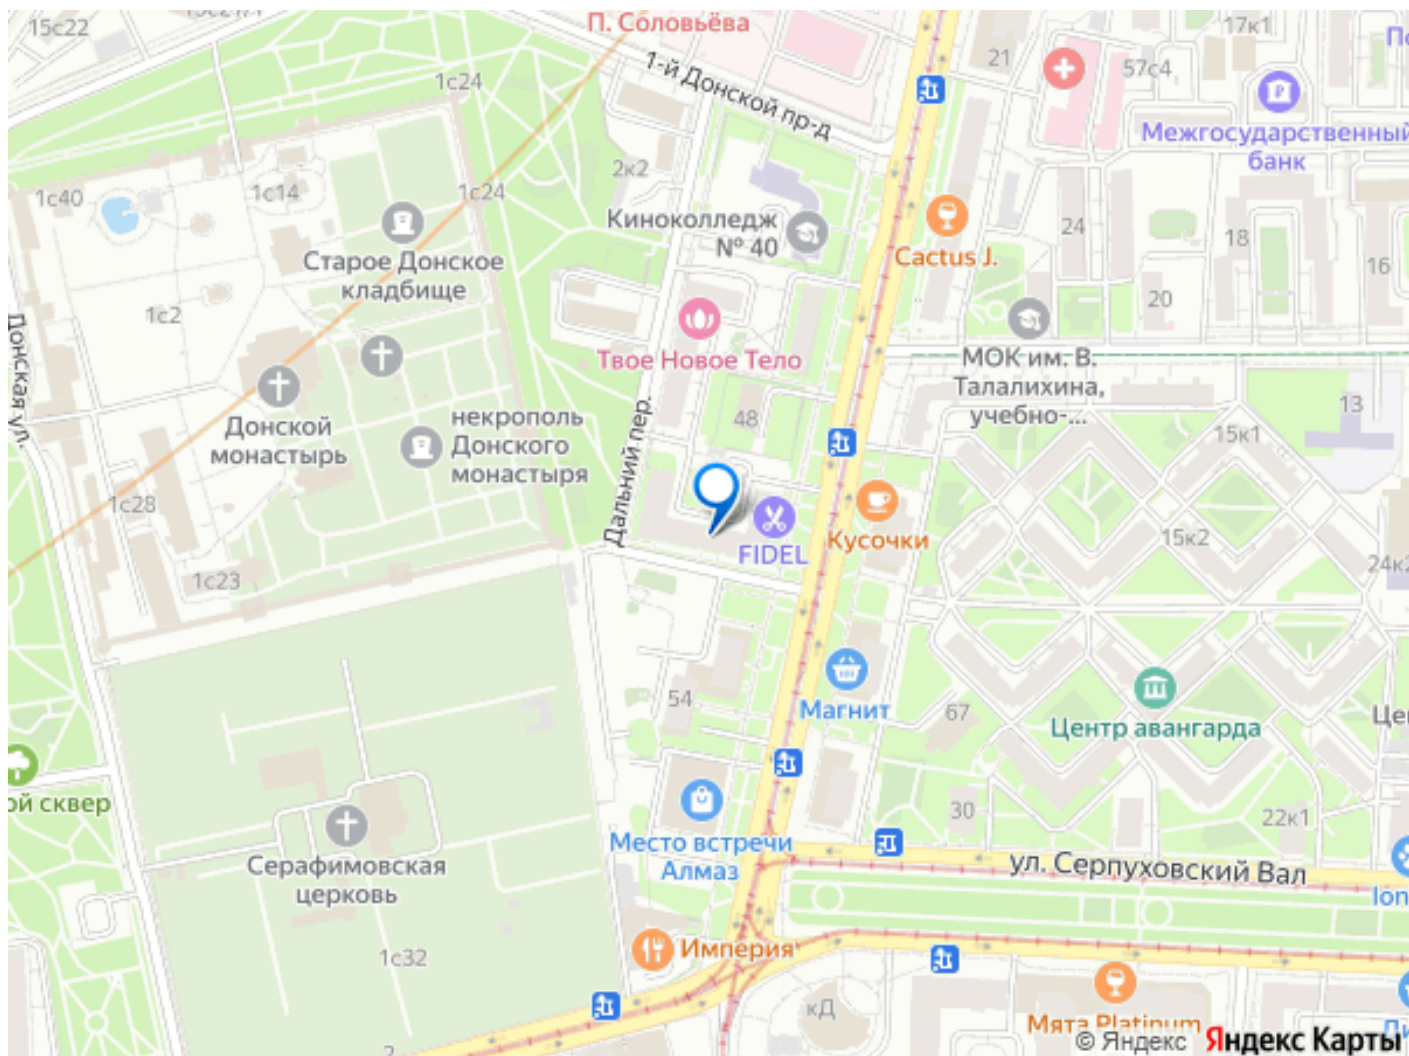 15с22
П. Соловьёва
17к1
21
57с4
1-й Донской пр-д
1с24
Межгосударственный
банк
2к2
1с40
1с14
1с24
Киноколледж
№ 40
24
18
16
Cactus J.
Старое Донское
кладбище
20
1с2
Твое Новое Тело
МОК им. В.
Талалихина,
учебно-...
Донская ул.
13
Дальний пер.
48
некрополь
Донского
монастыря
Донской
монастырь
15к1
1с28
15к2
Кусочки
FIDEL
24к2
1с23
54
Магнит
67
Центр авангарда
ой сквер
30
22к1
Место встречи
Алмаз
ул. Серпуховский Вал
Серафимовская
церковь
Империя
1с32
кД
Мята Platinum
2
© Яндекс
Яндекс Карты